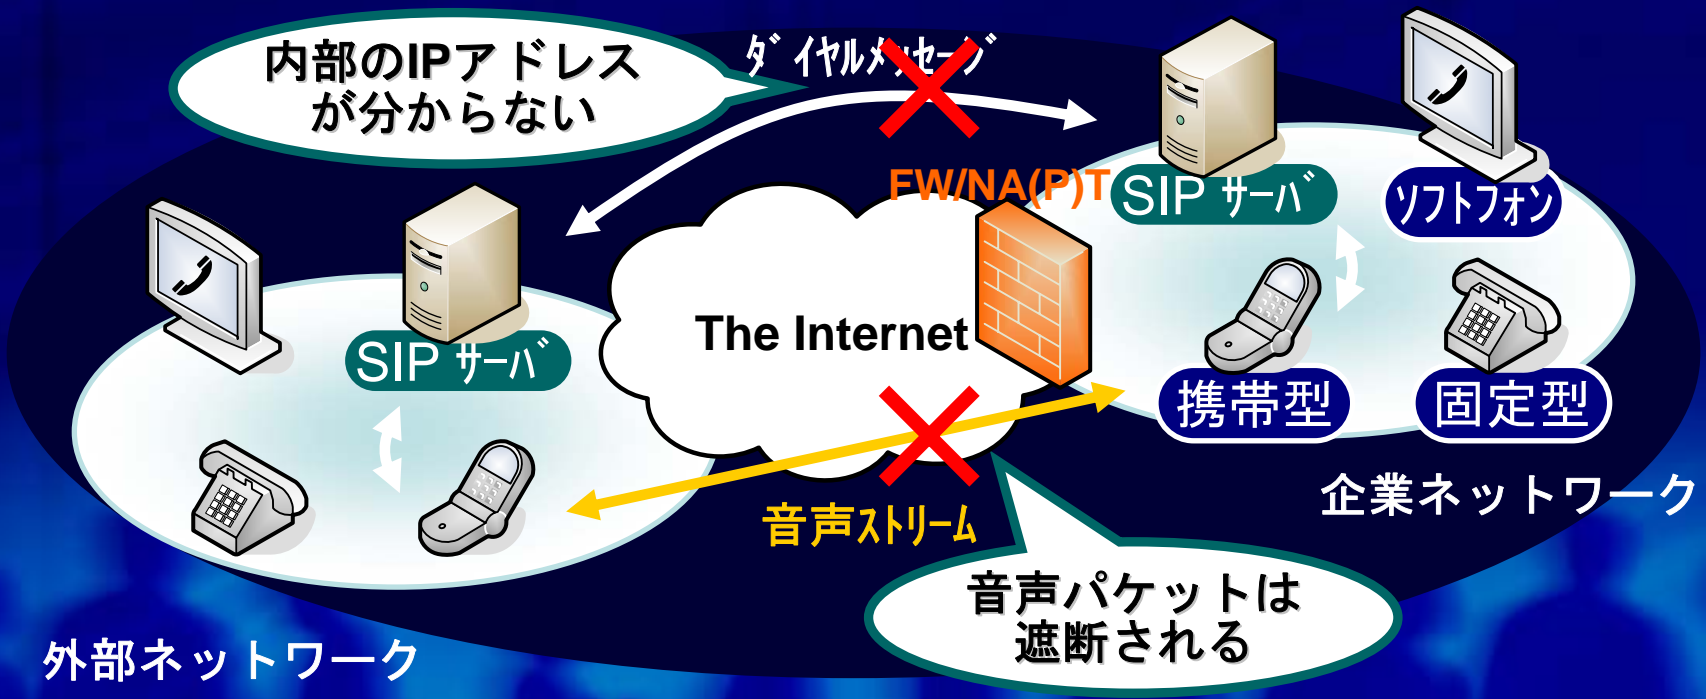 内部のIPアドレス
が分からない
ﾀﾞｲﾔﾙﾒｯｾｰｼﾞ
FW/NA(P)T
SIP ｻｰﾊﾞ
ｿﾌﾄﾌｫﾝ
The Internet
SIP ｻｰﾊﾞ
携帯型
固定型
企業ネットワーク
音声ｽﾄﾘｰﾑ
音声パケットは
遮断される
外部ネットワーク